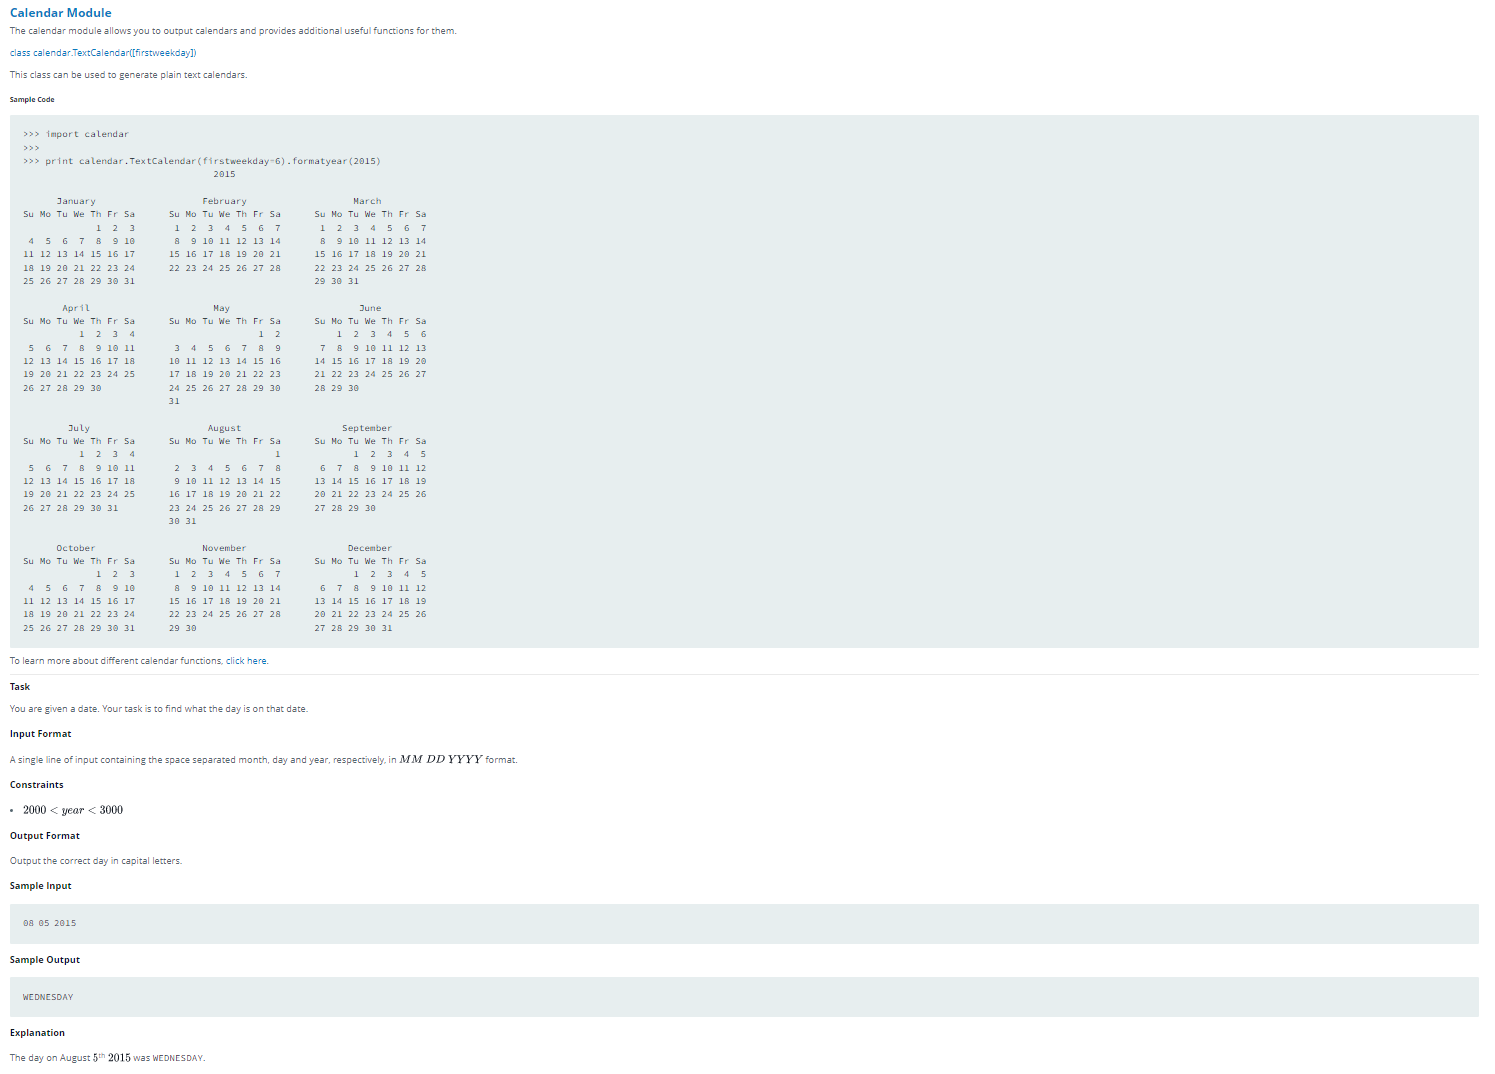 Calendar Module
The calendar module allows you to output calendars and provides additional useful functions for them.
class calendar.TextCalendar([firstweekday])
This class can be used to generate plain text calendars.
Sample Code
>>> import calendar
>>>
>>> print calendar.TextCalendar(firstweekday=6).formatyear(2015)
                                  2015

      January                   February                   March
Su Mo Tu We Th Fr Sa      Su Mo Tu We Th Fr Sa      Su Mo Tu We Th Fr Sa
             1  2  3       1  2  3  4  5  6  7       1  2  3  4  5  6  7
 4  5  6  7  8  9 10       8  9 10 11 12 13 14       8  9 10 11 12 13 14
11 12 13 14 15 16 17      15 16 17 18 19 20 21      15 16 17 18 19 20 21
18 19 20 21 22 23 24      22 23 24 25 26 27 28      22 23 24 25 26 27 28
25 26 27 28 29 30 31                                29 30 31

       April                      May                       June
Su Mo Tu We Th Fr Sa      Su Mo Tu We Th Fr Sa      Su Mo Tu We Th Fr Sa
          1  2  3  4                      1  2          1  2  3  4  5  6
 5  6  7  8  9 10 11       3  4  5  6  7  8  9       7  8  9 10 11 12 13
12 13 14 15 16 17 18      10 11 12 13 14 15 16      14 15 16 17 18 19 20
19 20 21 22 23 24 25      17 18 19 20 21 22 23      21 22 23 24 25 26 27
26 27 28 29 30            24 25 26 27 28 29 30      28 29 30
                          31

        July                     August                  September
Su Mo Tu We Th Fr Sa      Su Mo Tu We Th Fr Sa      Su Mo Tu We Th Fr Sa
          1  2  3  4                         1             1  2  3  4  5
 5  6  7  8  9 10 11       2  3  4  5  6  7  8       6  7  8  9 10 11 12
12 13 14 15 16 17 18       9 10 11 12 13 14 15      13 14 15 16 17 18 19
19 20 21 22 23 24 25      16 17 18 19 20 21 22      20 21 22 23 24 25 26
26 27 28 29 30 31         23 24 25 26 27 28 29      27 28 29 30
                          30 31

      October                   November                  December
Su Mo Tu We Th Fr Sa      Su Mo Tu We Th Fr Sa      Su Mo Tu We Th Fr Sa
             1  2  3       1  2  3  4  5  6  7             1  2  3  4  5
 4  5  6  7  8  9 10       8  9 10 11 12 13 14       6  7  8  9 10 11 12
11 12 13 14 15 16 17      15 16 17 18 19 20 21      13 14 15 16 17 18 19
18 19 20 21 22 23 24      22 23 24 25 26 27 28      20 21 22 23 24 25 26
25 26 27 28 29 30 31      29 30                     27 28 29 30 31
To learn more about different calendar functions, click here.
Task
You are given a date. Your task is to find what the day is on that date.
Input Format
A single line of input containing the space separated month, day and year, respectively, in MM DD YYYY format.
Constraints
• 2000 < year < 3000
Output Format
Output the correct day in capital letters.
Sample Input
08 05 2015
Sample Output
WEDNESDAY
Explanation
The day on August 5th 2015 was WEDNESDAY.